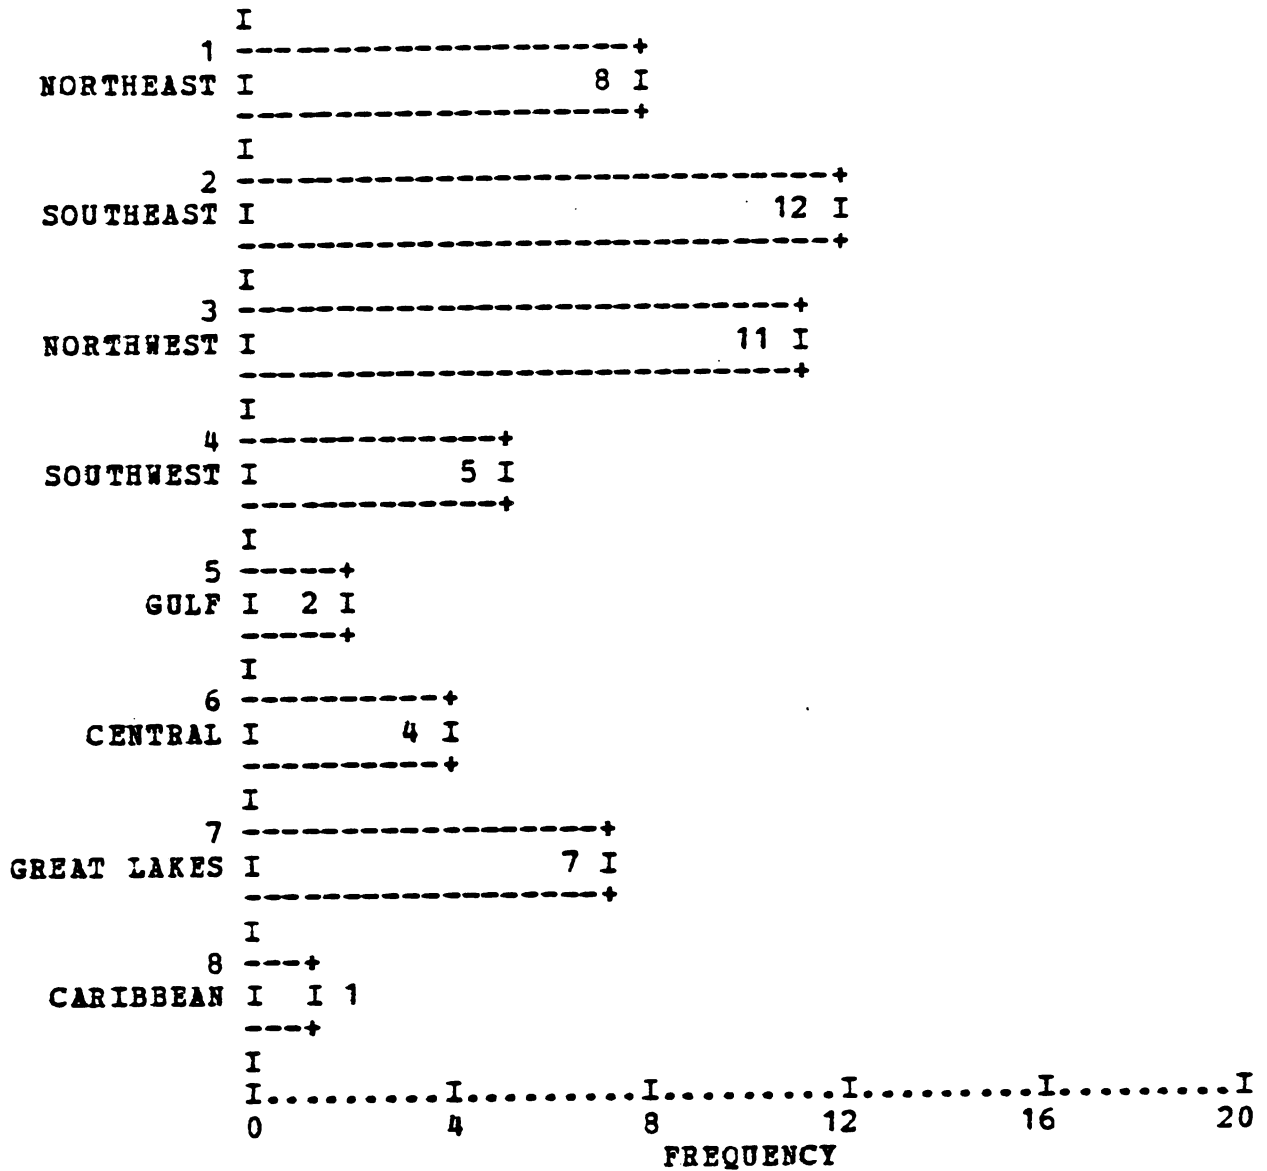 I
1 -------------------+
NORTHEAST I 8 I
-------------------+
I
2 -----------------------------+
SOUTHEAST I 12 I
-----------------------------+
I
3 ---------------------------+
NORTHWEST I 11 I
---------------------------+
I
4 ------------+
SOUTHWEST I 5 I
------------+
I
5 -----+
GULF I 2 I
-----+
I
6 ----------+
CENTRAL I 4 I
----------+
I
7 ------------------+
GREAT LAKES I 7 I
------------------+
I
8 ---+
CARIBBEAN I I 1
---+
I
I.........I.........I.........I.........I.........I
0 4 8 12 16 20
FREQUENCY